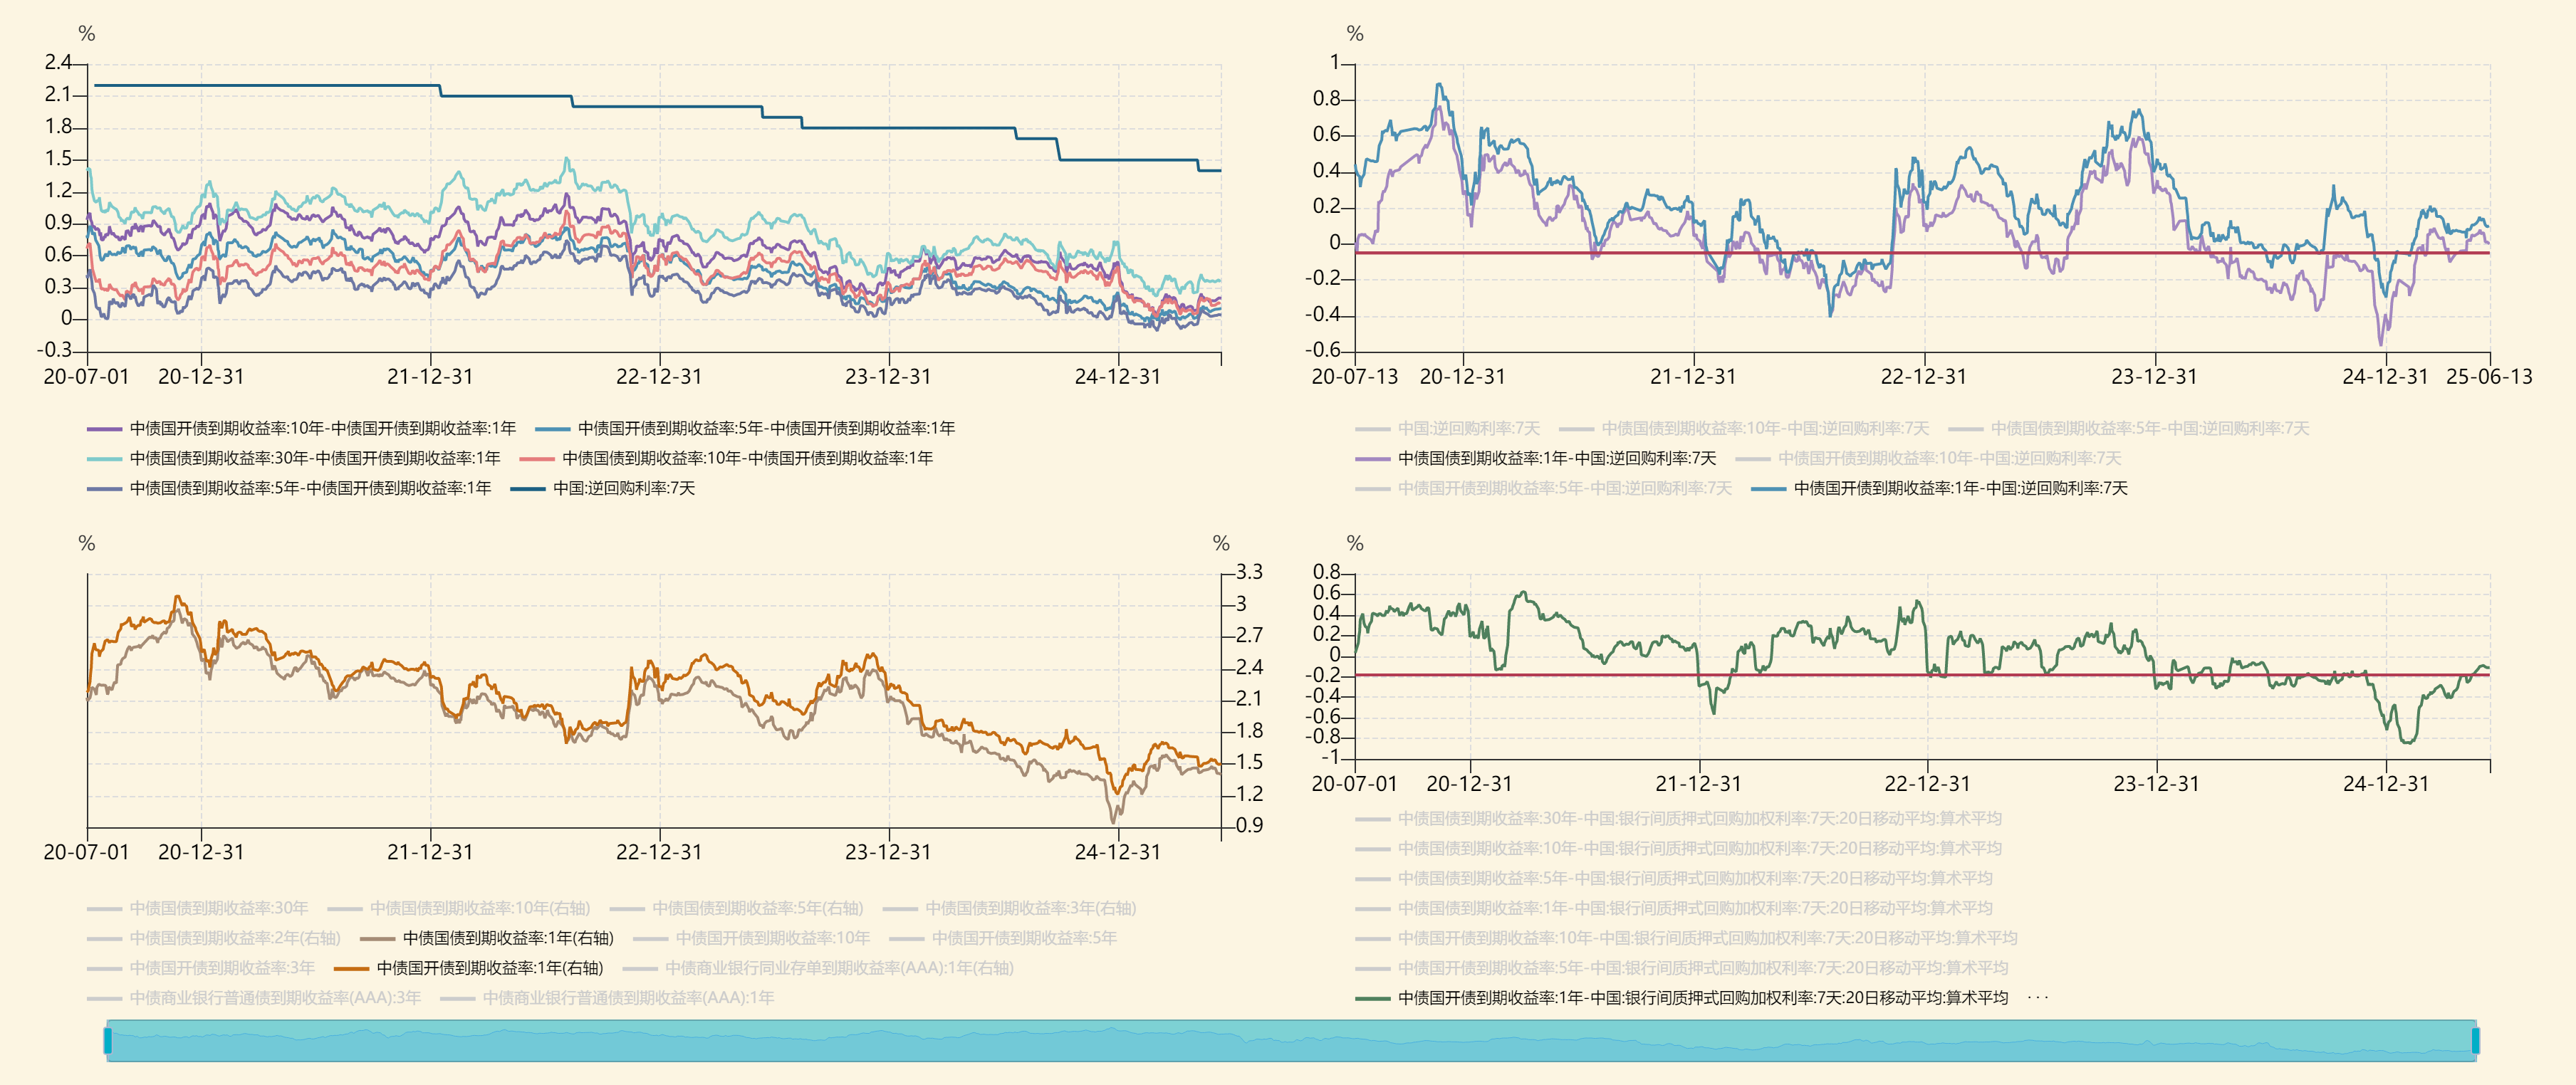 %
2.4
2.1
1.8
1.5
1.2
0.9
0.6
0.3
0
-0.3
20-07-01 20-12-31 21-12-31 22-12-31 23-12-31 24-12-31
中债国开债到期收益率:10年-中债国开债到期收益率:1年 中债国开债到期收益率:5年-中债国开债到期收益率:1年
中债国债到期收益率:30年-中债国开债到期收益率:1年 中债国债到期收益率:10年-中债国开债到期收益率:1年
中债国债到期收益率:5年-中债国开债到期收益率:1年 中国:逆回购利率:7天
%
1
0.8
0.6
0.4
0.2
0
-0.2
-0.4
-0.6
20-07-13 20-12-31 21-12-31 22-12-31 23-12-31 24-12-31 25-06-13
中国:逆回购利率:7天 中债国债到期收益率:10年-中国:逆回购利率:7天 中债国债到期收益率:5年-中国:逆回购利率:7天
中债国债到期收益率:1年-中国:逆回购利率:7天 中债国开债到期收益率:10年-中国:逆回购利率:7天
中债国开债到期收益率:5年-中国:逆回购利率:7天 中债国开债到期收益率:1年-中国:逆回购利率:7天
% %
3.3
3
2.7
2.4
2.1
1.8
1.5
1.2
0.9
20-07-01 20-12-31 21-12-31 22-12-31 23-12-31 24-12-31
中债国债到期收益率:30年 中债国债到期收益率:10年(右轴) 中债国债到期收益率:5年(右轴) 中债国债到期收益率:3年(右轴)
中债国债到期收益率:2年(右轴) 中债国债到期收益率:1年(右轴) 中债国开债到期收益率:10年 中债国开债到期收益率:5年
中债国开债到期收益率:3年 中债国开债到期收益率:1年(右轴) 中债商业银行同业存单到期收益率(AAA):1年(右轴)
中债商业银行普通债到期收益率(AAA):3年 中债商业银行普通债到期收益率(AAA):1年
%
0.8
0.6
0.4
0.2
0
-0.2
-0.4
-0.6
-0.8
-1
20-07-01 20-12-31 21-12-31 22-12-31 23-12-31 24-12-31
中债国债到期收益率:30年-中国:银行间质押式回购加权利率:7天:20日移动平均:算术平均
中债国债到期收益率:10年-中国:银行间质押式回购加权利率:7天:20日移动平均:算术平均
中债国债到期收益率:5年-中国:银行间质押式回购加权利率:7天:20日移动平均:算术平均
中债国债到期收益率:1年-中国:银行间质押式回购加权利率:7天:20日移动平均:算术平均
中债国开债到期收益率:10年-中国:银行间质押式回购加权利率:7天:20日移动平均:算术平均
中债国开债到期收益率:5年-中国:银行间质押式回购加权利率:7天:20日移动平均:算术平均
中债国开债到期收益率:1年-中国:银行间质押式回购加权利率:7天:20日移动平均:算术平均 ···